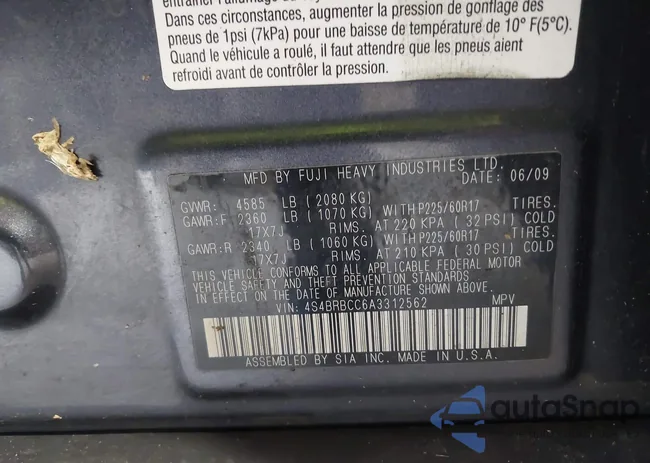 Dans ces circonstances, augmenter la pression de gonflage des
pneus de 1psi (7kPa) pour une baisse de température de 10° F(5°C).
Quand le véhicule a roulé, il faut attendre que les pneus aient
refroidi avant de contrôler la pression.
MFD BY FUJI HEAVY INDUSTRIES LTD.
DATE: 06/09
GVWR: 4585 LB (2080 KG)
GAWR:F 2360 LB (1070 KG) WITH P225/60R17 TIRES.
17X7J RIMS. AT 220 KPA (32 PSI) COLD
GAWR:R 2340 LB (1060 KG) WITH P225/60R17 TIRES.
17X7J RIMS. AT 210 KPA (30 PSI) COLD
THIS VEHICLE CONFORMS TO ALL APPLICABLE FEDERAL MOTOR
VEHICLE SAFETY AND THEFT PREVENTION STANDARDS
IN EFFECT ON THE DATE OF MANUFACTURE SHOWN ABOVE.
VIN: 4S4BRBCC6A3312562 MPV
ASSEMBLED BY SIA INC. MADE IN U.S.A.
autoSnap